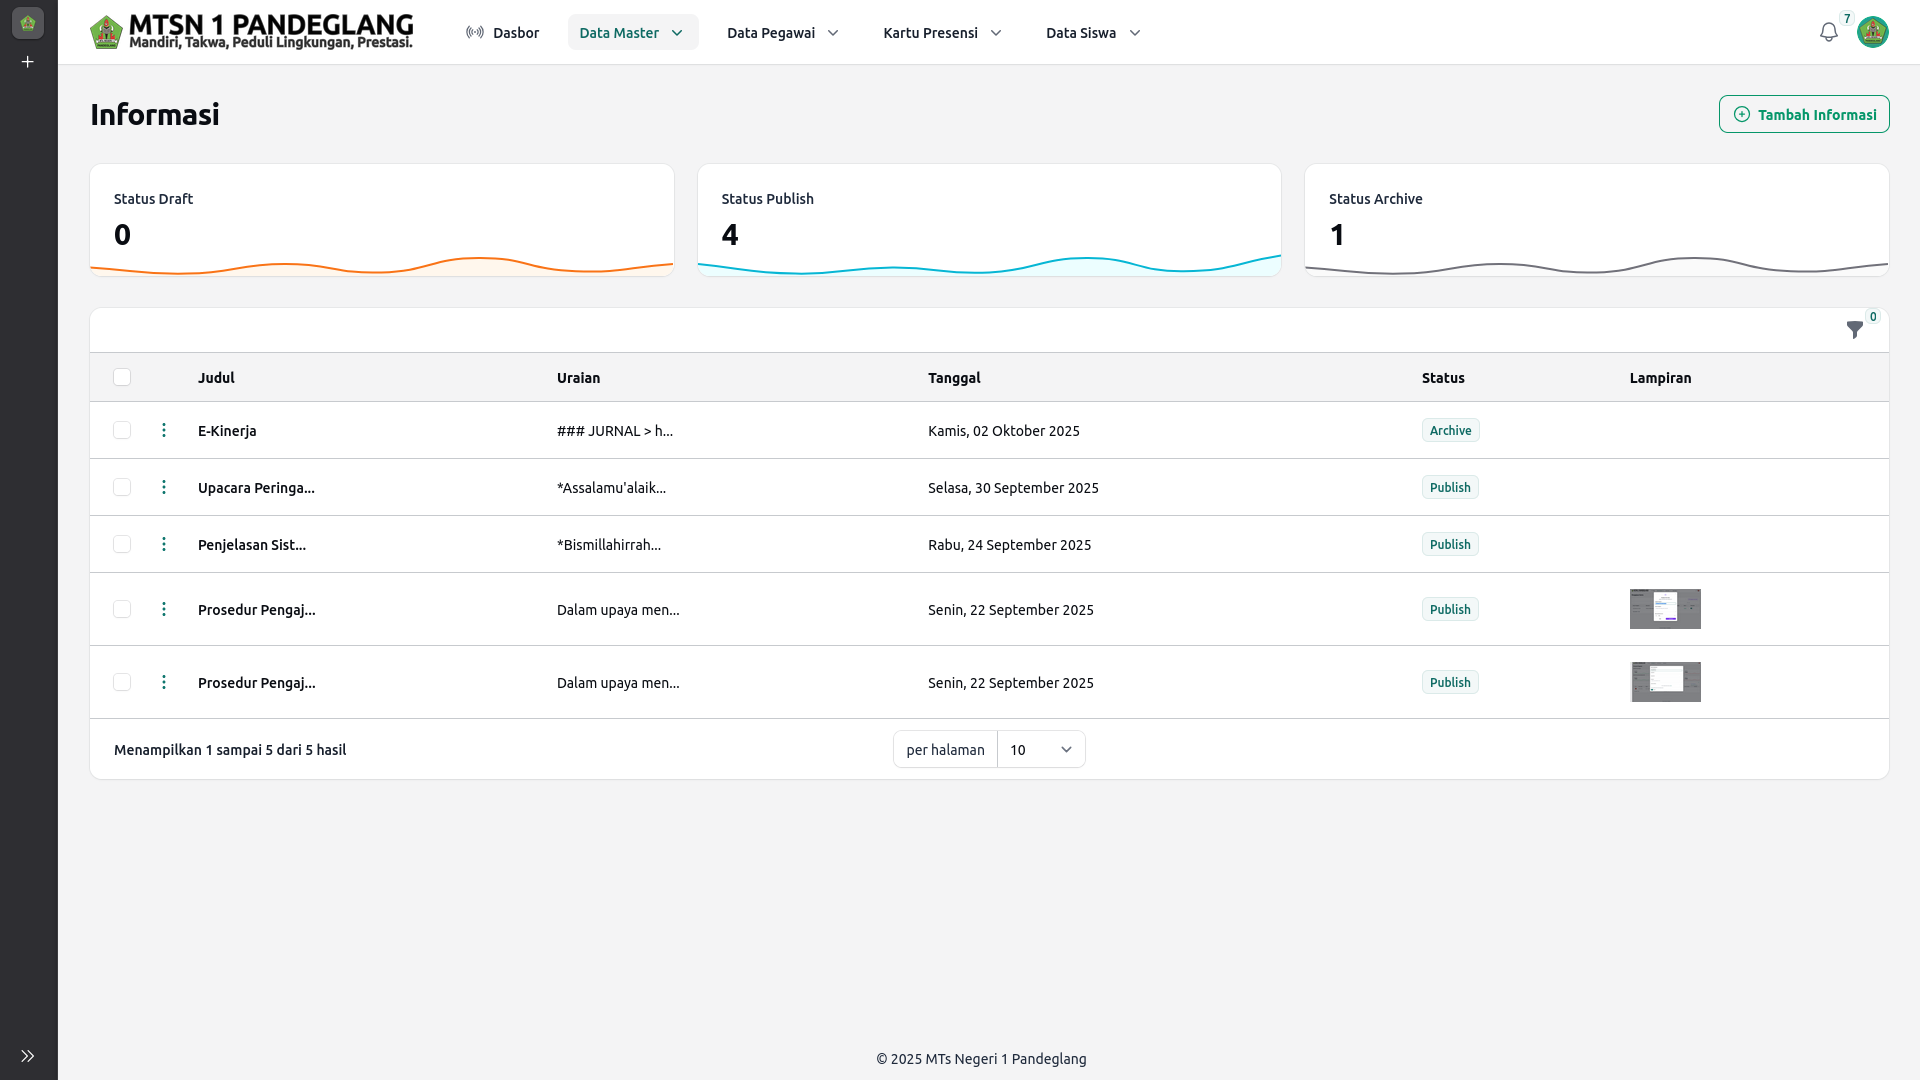 MTSN 1 PANDEGLANG
Mandiri, Takwa, Peduli Lingkungan, Prestasi.
Dasbor
Data Master
Data Pegawai
Kartu Presensi
Data Siswa
7
Informasi
Tambah Informasi
Status Draft
0
Status Publish
4
Status Archive
1
0
Judul Uraian Tanggal Status Lampiran
E-Kinerja ### JURNAL > h... Kamis, 02 Oktober 2025 Archive
Upacara Peringa... *Assalamu'alaik... Selasa, 30 September 2025 Publish
Penjelasan Sist... *Bismillahirrah... Rabu, 24 September 2025 Publish
Prosedur Pengaj... Dalam upaya men... Senin, 22 September 2025 Publish
Prosedur Pengaj... Dalam upaya men... Senin, 22 September 2025 Publish
Menampilkan 1 sampai 5 dari 5 hasil
per halaman 10
© 2025 MTs Negeri 1 Pandeglang